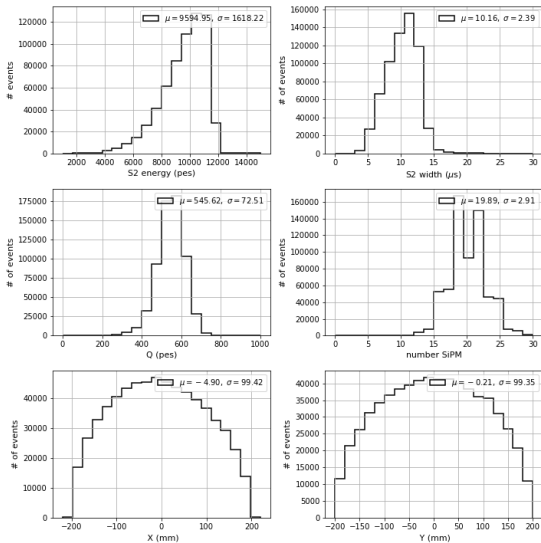 120000
100000
80000
60000
40000
20000
0
# events
2000 4000 6000 8000 10000 12000 14000
S2 energy (pes)
μ = 9594.95, σ = 1618.22
160000
140000
120000
100000
80000
60000
40000
20000
0
# of events
0 5 10 15 20 25 30
S2 width (μs)
μ = 10.16, σ = 2.39
175000
150000
125000
100000
75000
50000
25000
0
# of events
0 200 400 600 800 1000
Q (pes)
μ = 545.62, σ = 72.51
160000
140000
120000
100000
80000
60000
40000
20000
0
# of events
0 5 10 15 20 25 30
number SiPM
μ = 19.89, σ = 2.91
40000
30000
20000
10000
0
# of events
−200 −100 0 100 200
X (mm)
μ = −4.90, σ = 99.42
40000
35000
30000
25000
20000
15000
10000
5000
0
# of events
−200 −150 −100 −50 0 50 100 150 200
Y (mm)
μ = −0.21, σ = 99.35